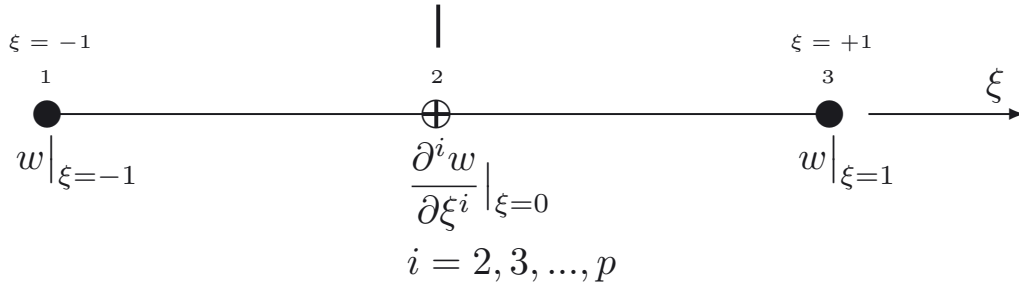 ξ = −1 ξ = +1
1 2 3
ξ
w|ξ=−1 ∂ⁱw/∂ξⁱ|ξ=0 w|ξ=1
i = 2, 3, ..., p